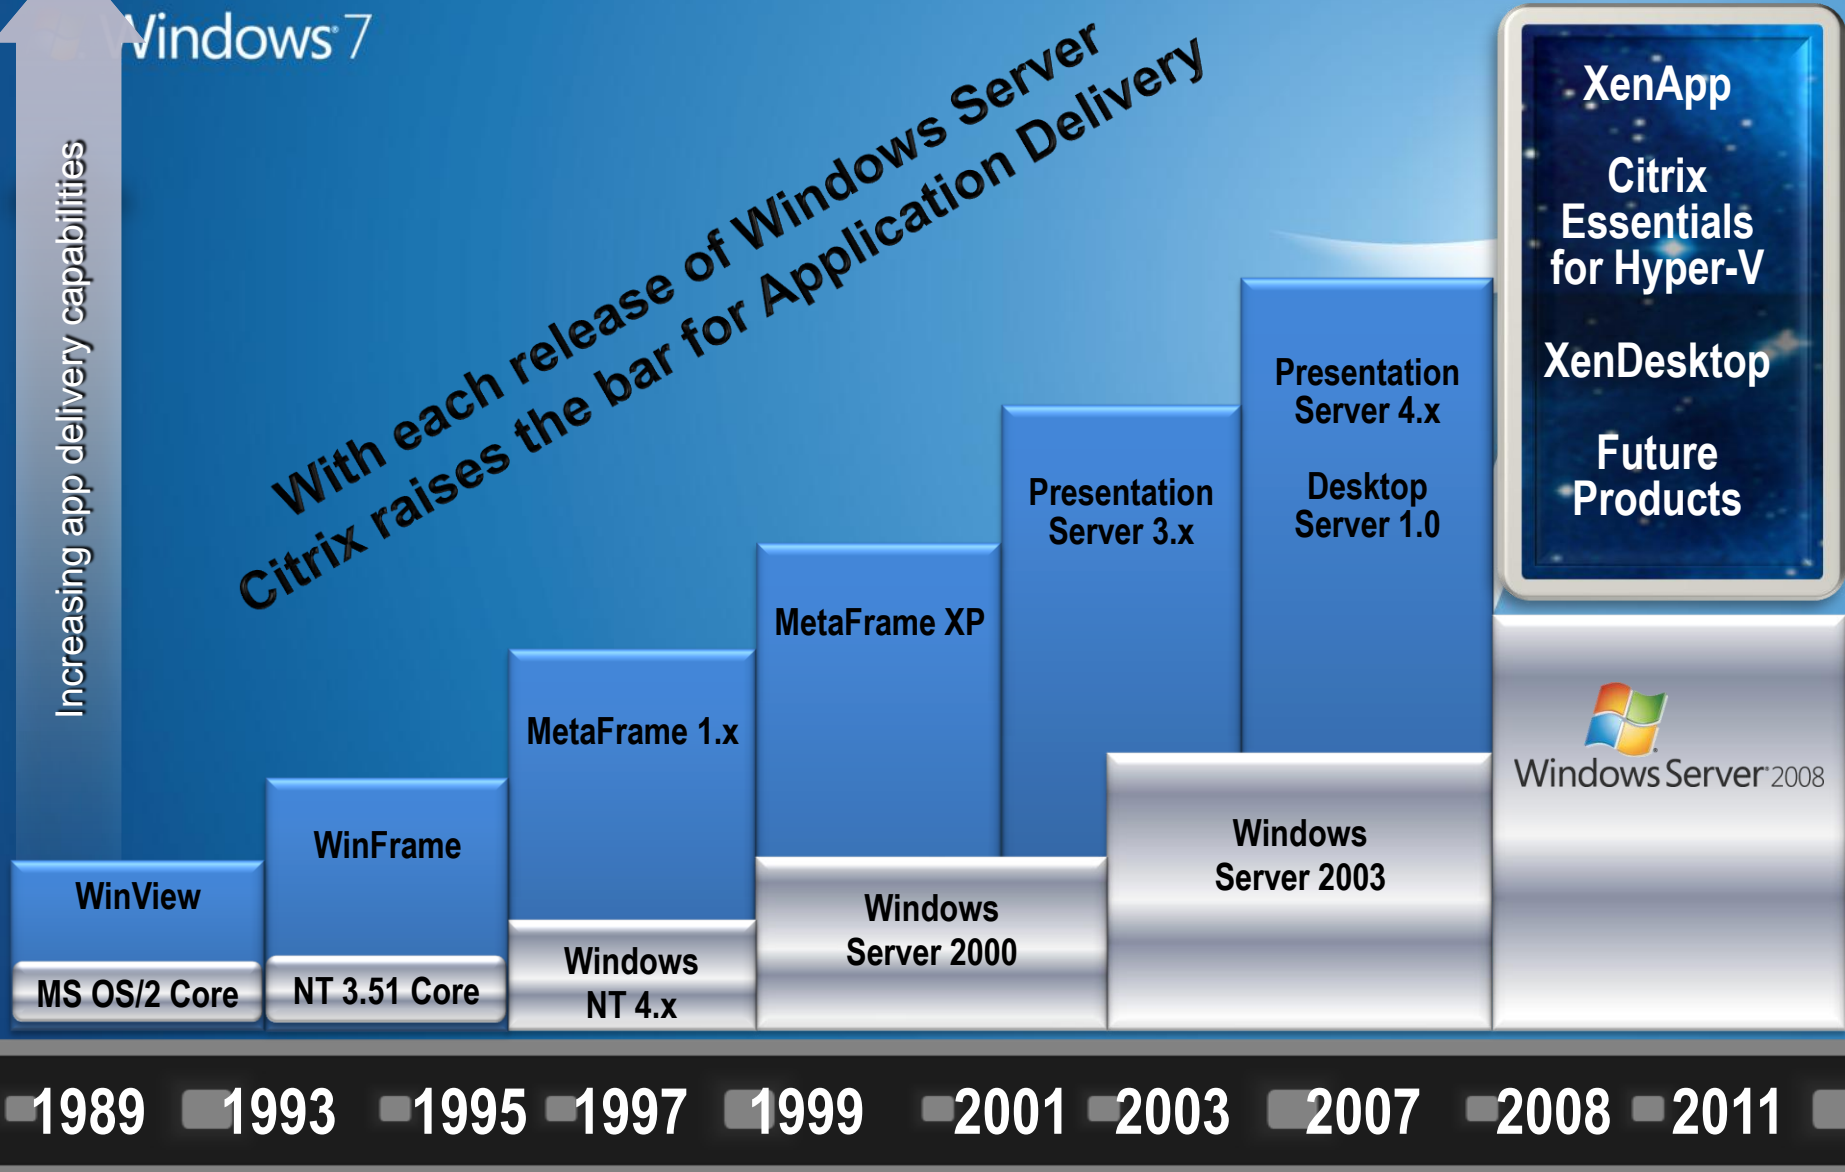 Windows 7
With each release of Windows Server
Citrix raises the bar for Application Delivery
Increasing app delivery capabilities
XenApp
Citrix
Essentials
for Hyper-V
XenDesktop
Future
Products
Presentation
Server 4.x
Desktop
Server 1.0
Presentation
Server 3.x
MetaFrame XP
MetaFrame 1.x
WinFrame
WinView
MS OS/2 Core
NT 3.51 Core
Windows
NT 4.x
Windows
Server 2000
Windows
Server 2003
Windows Server 2008
1989 1993 1995 1997 1999 2001 2003 2007 2008 2011